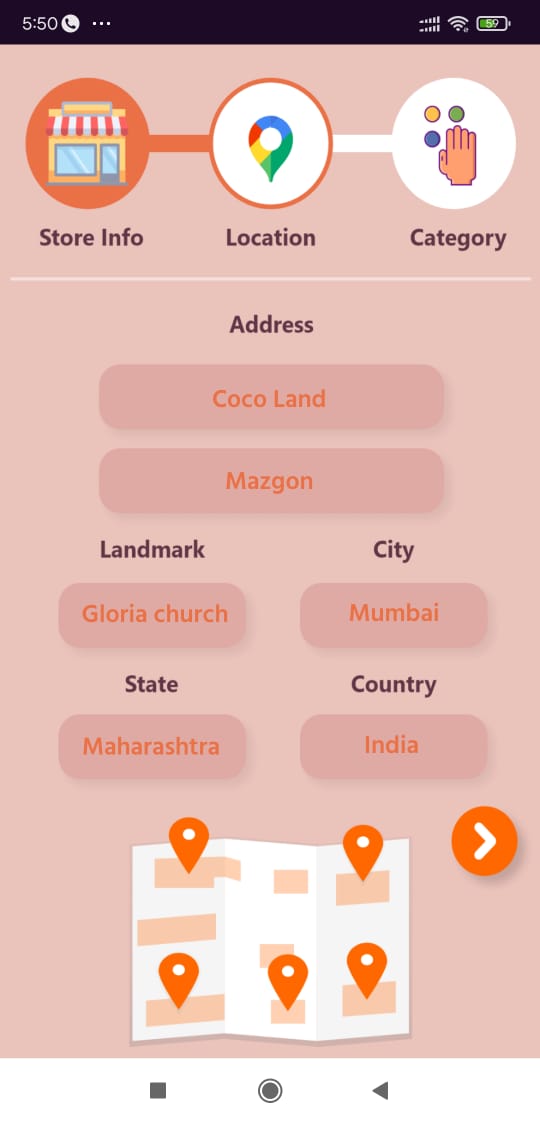 5:50 ...
59
Store Info Location Category
Address
Coco Land
Mazgon
Landmark City
Gloria church Mumbai
State Country
Maharashtra India